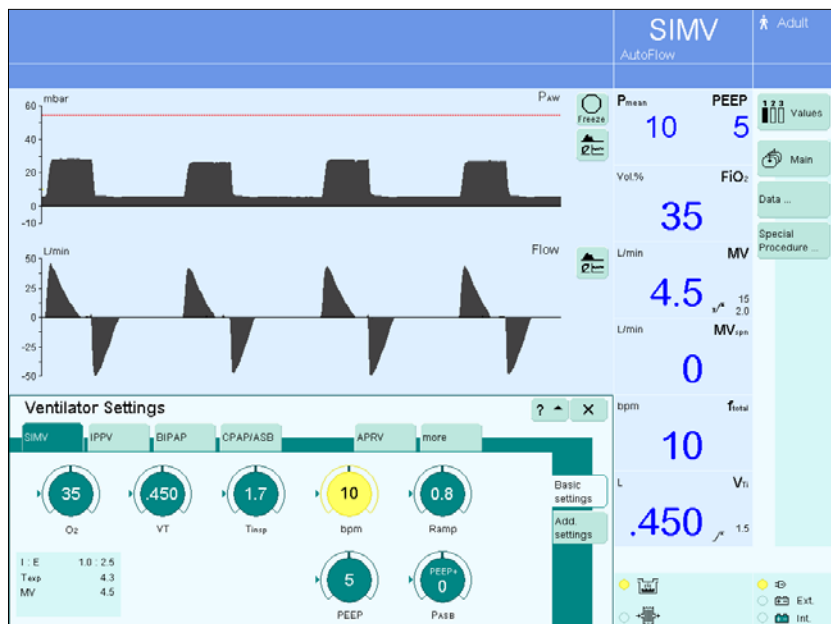 SIMV
AutoFlow
Adult
mbar
PAW
60
40
20
0
-10
Freeze
L/min
Flow
50
25
0
-25
-50
Pmean
PEEP
10
5
Vol.%
FiO2
35
L/min
MV
4.5
15
2.0
L/min
MVspn
0
bpm
ftotal
10
L
VTi
.450
1.5
1 2 3
Values
Main
Data ...
Special
Procedure ...
Ventilator Settings
?
SIMV
IPPV
BIPAP
CPAP/ASB
APRV
more
35
.450
1.7
10
0.8
O2
VT
Tinsp
bpm
Ramp
Basic
settings
Add.
settings
I : E 1.0 : 2.5
Texp 4.3
MV 4.5
5
PEEP+
0
PEEP
PASB
Ext.
Int.